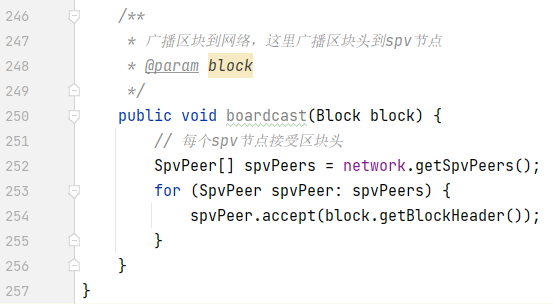 246 /**
247 * 广播区块到网络，这里广播区块头到spv节点
248 * @param block
249 */
250 public void boardcast(Block block) {
251 // 每个spv节点接受区块头
252 SpvPeer[] spvPeers = network.getSpvPeers();
253 for (SpvPeer spvPeer: spvPeers) {
254 spvPeer.accept(block.getBlockHeader());
255 }
256 }
257 }